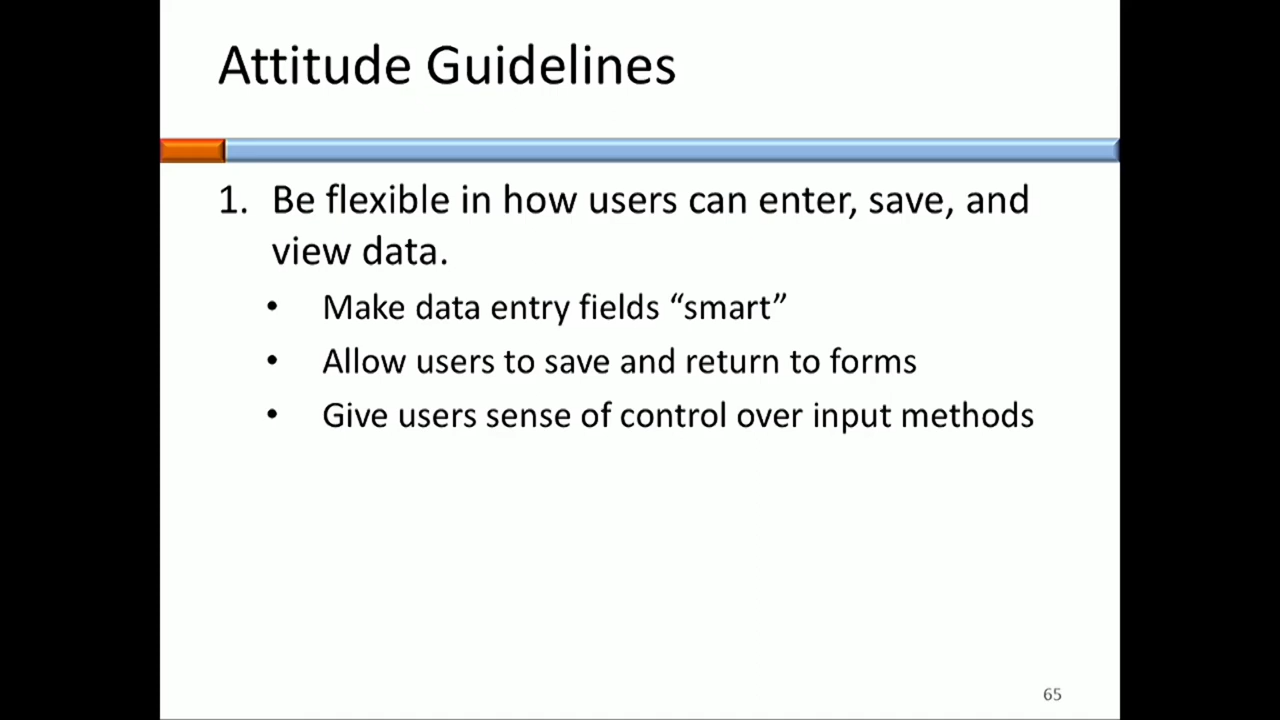 Attitude Guidelines
1. Be flexible in how users can enter, save, and
view data.
• Make data entry fields “smart”
• Allow users to save and return to forms
• Give users sense of control over input methods
65